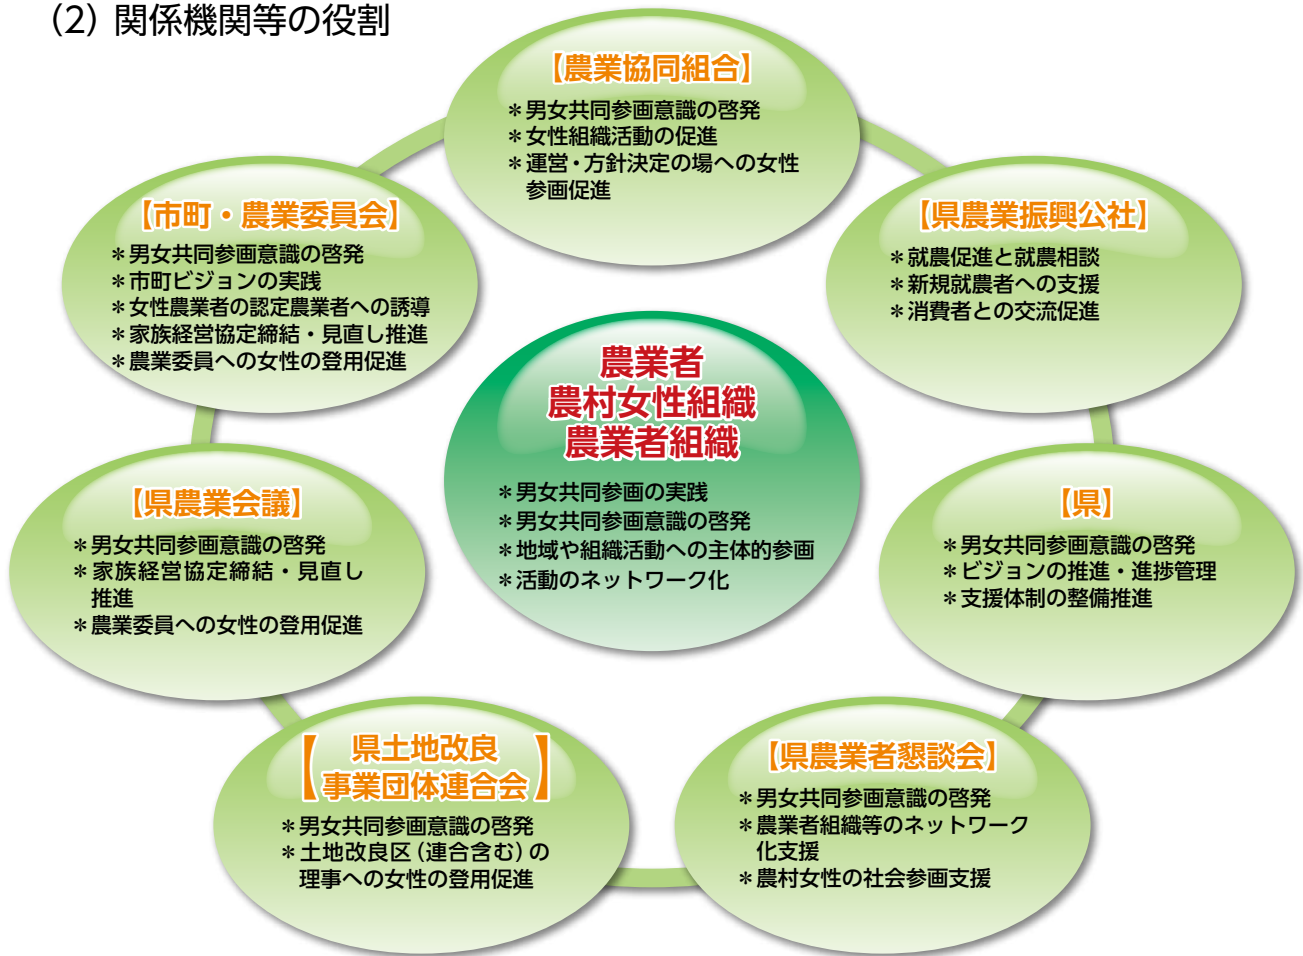 (2) 関係機関等の役割
【農業協同組合】
＊男女共同参画意識の啓発
＊女性組織活動の促進
＊運営・方針決定の場への女性
参画促進
【市町・農業委員会】
＊男女共同参画意識の啓発
＊市町ビジョンの実践
＊女性農業者の認定農業者への誘導
＊家族経営協定締結・見直し推進
＊農業委員への女性の登用促進
【県農業振興公社】
＊就農促進と就農相談
＊新規就農者への支援
＊消費者との交流促進
農業者
農村女性組織
農業者組織
＊男女共同参画の実践
＊男女共同参画意識の啓発
＊地域や組織活動への主体的参画
＊活動のネットワーク化
【県農業会議】
＊男女共同参画意識の啓発
＊家族経営協定締結・見直し
推進
＊農業委員への女性の登用促進
【県】
＊男女共同参画意識の啓発
＊ビジョンの推進・進捗管理
＊支援体制の整備推進
【県土地改良
事業団体連合会】
＊男女共同参画意識の啓発
＊土地改良区(連合含む)の
理事への女性の登用促進
【県農業者懇談会】
＊男女共同参画意識の啓発
＊農業者組織等のネットワーク
化支援
＊農村女性の社会参画支援